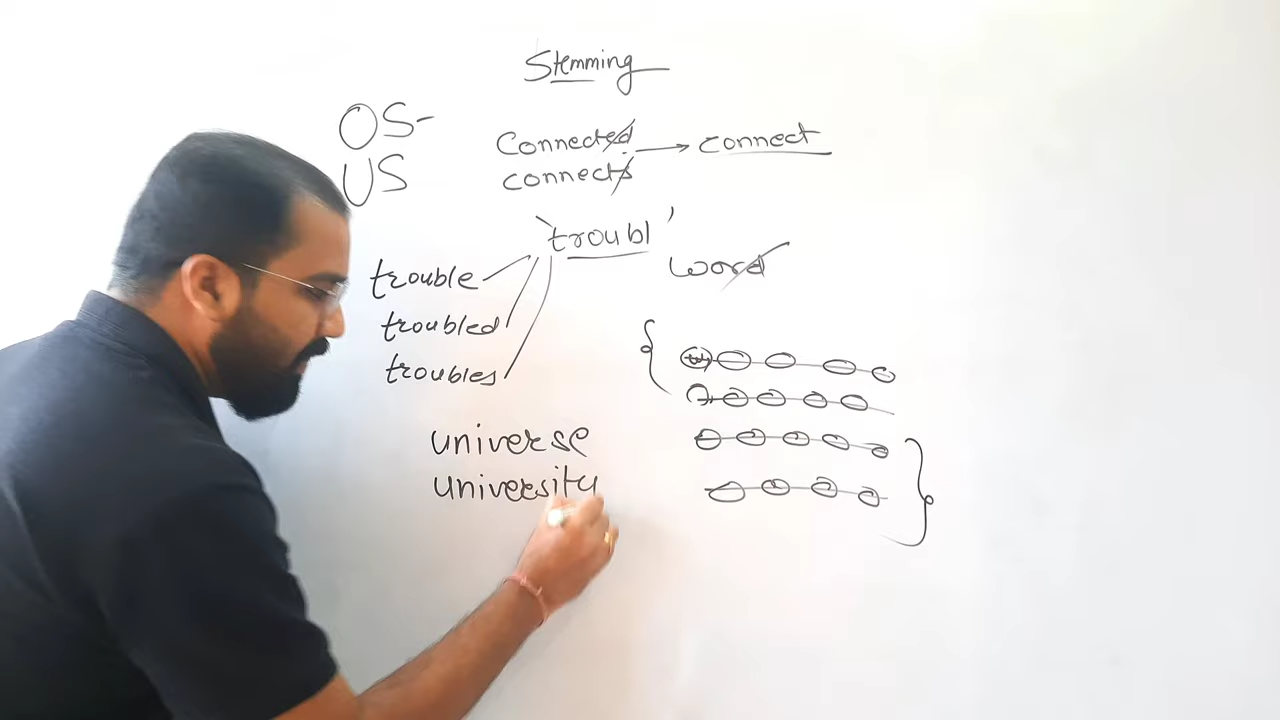 Stemming
OS-
US
Connected → connect
connects
'troubl'
word
trouble
troubled
troubles
universe
university